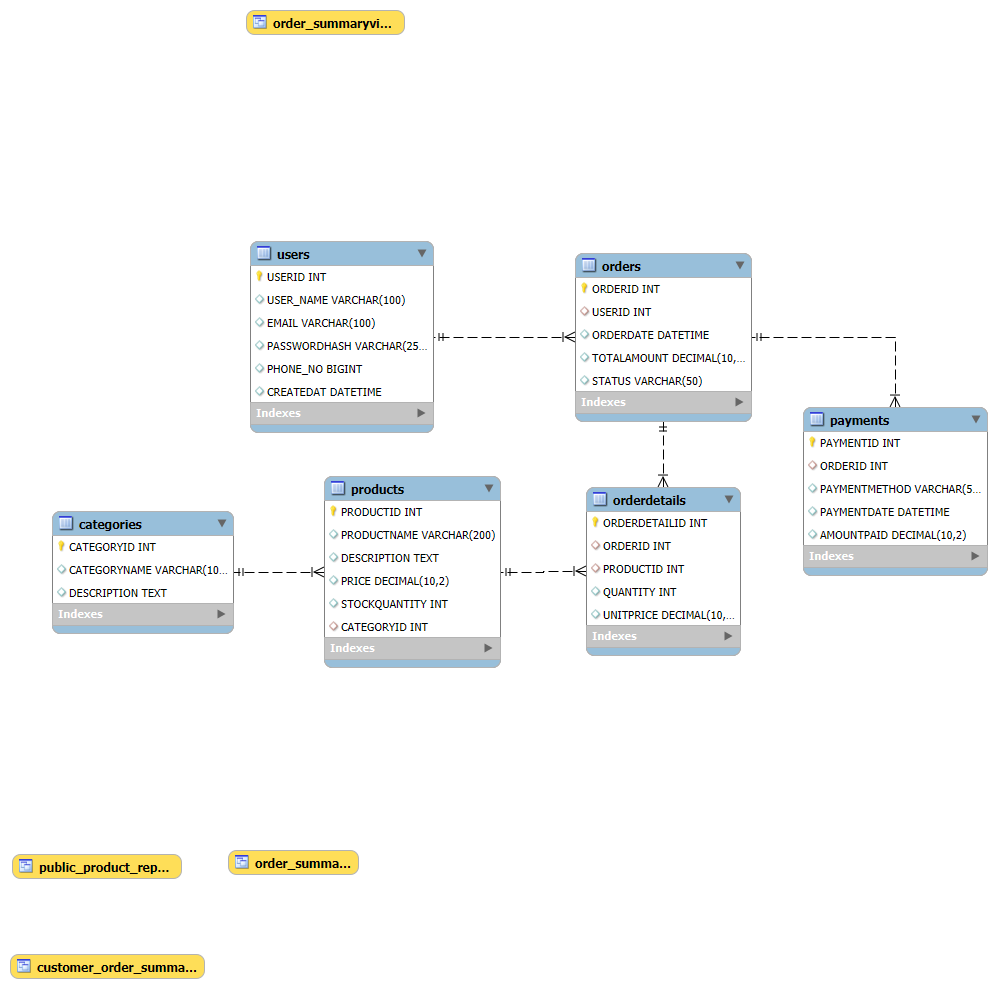 order_summaryvi...
users
USERID INT
USER_NAME VARCHAR(100)
EMAIL VARCHAR(100)
PASSWORDHASH VARCHAR(25...
PHONE_NO BIGINT
CREATEDAT DATETIME
Indexes
orders
ORDERID INT
USERID INT
ORDERDATE DATETIME
TOTALAMOUNT DECIMAL(10,...
STATUS VARCHAR(50)
Indexes
payments
PAYMENTID INT
ORDERID INT
PAYMENTMETHOD VARCHAR(5...
PAYMENTDATE DATETIME
AMOUNTPAID DECIMAL(10,2)
Indexes
categories
CATEGORYID INT
CATEGORYNAME VARCHAR(10...
DESCRIPTION TEXT
Indexes
products
PRODUCTID INT
PRODUCTNAME VARCHAR(200)
DESCRIPTION TEXT
PRICE DECIMAL(10,2)
STOCKQUANTITY INT
CATEGORYID INT
Indexes
orderdetails
ORDERDETAILID INT
ORDERID INT
PRODUCTID INT
QUANTITY INT
UNITPRICE DECIMAL(10,...
Indexes
public_product_rep...
order_summa...
customer_order_summa...